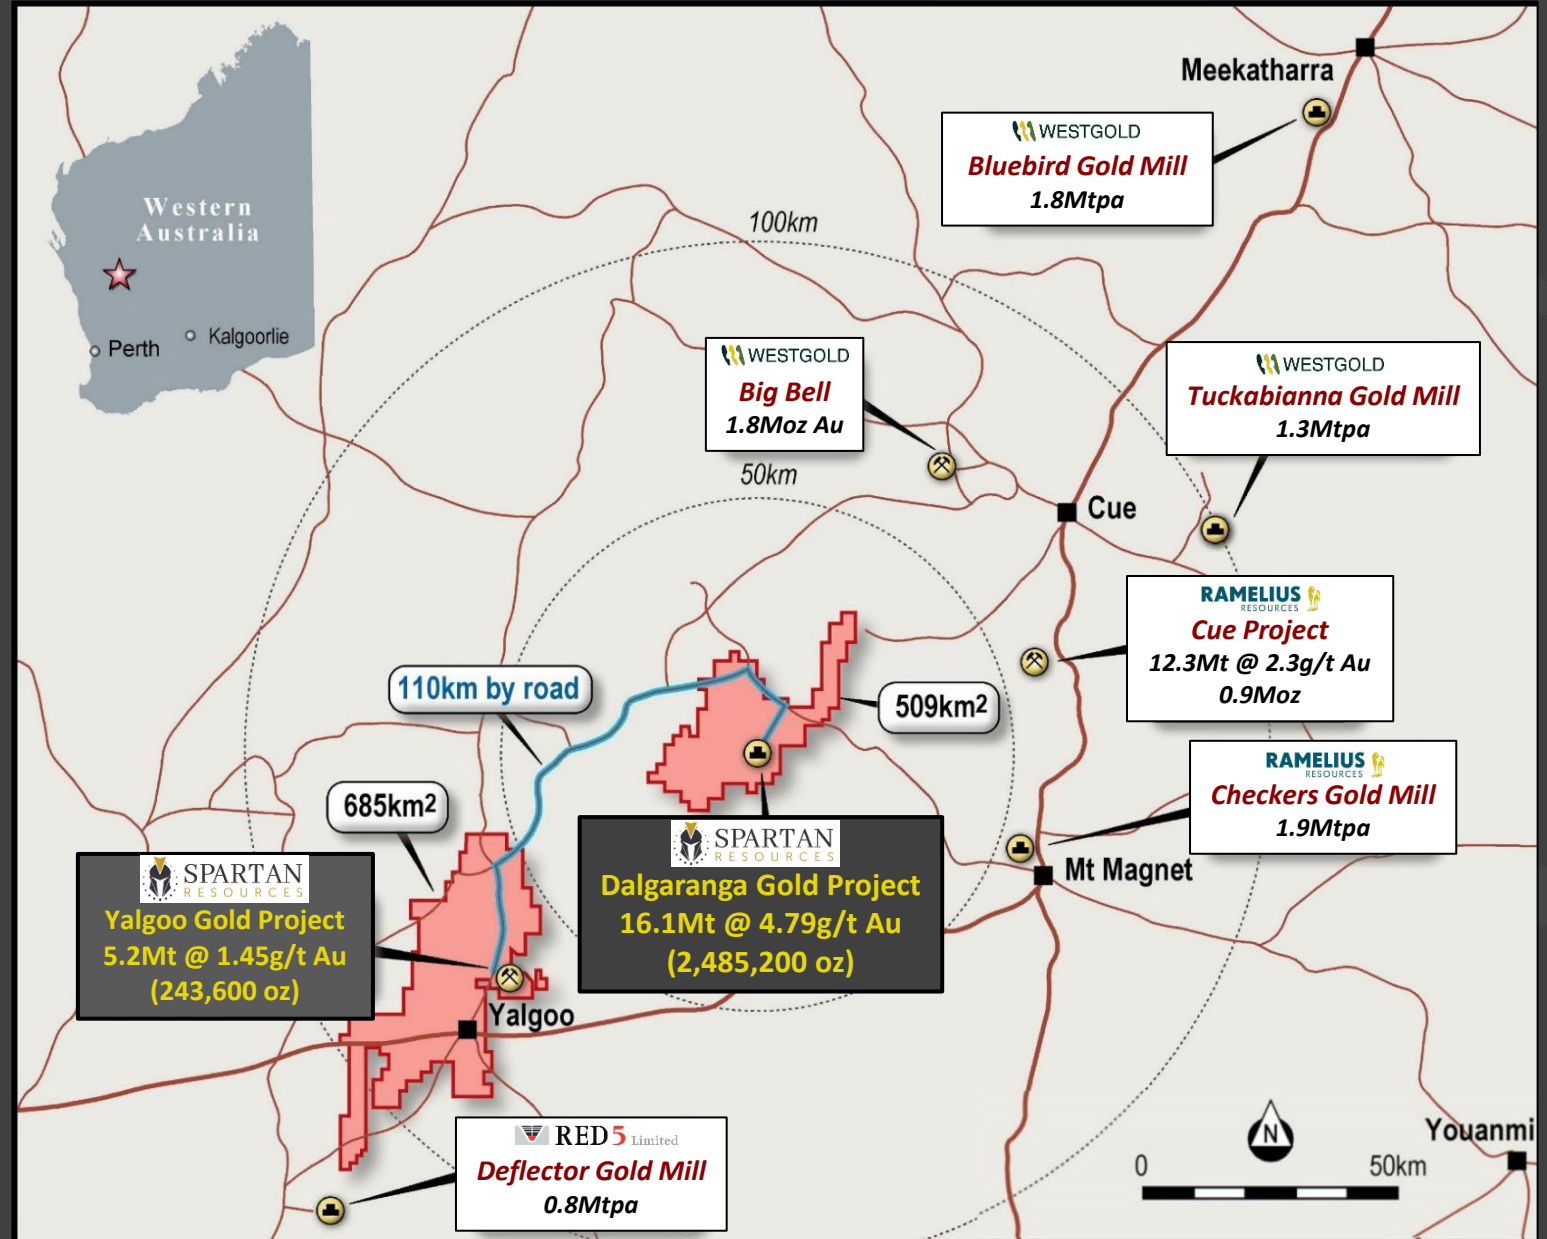 Meekatharra
WESTGOLD
Bluebird Gold Mill
1.8Mtpa
Western
Australia
Perth
Kalgoorlie
100km
WESTGOLD
Big Bell
1.8Moz Au
WESTGOLD
Tuckabianna Gold Mill
1.3Mtpa
50km
Cue
RAMELIUS
RESOURCES
Cue Project
12.3Mt @ 2.3g/t Au
0.9Moz
110km by road
509km2
685km2
RAMELIUS
RESOURCES
Checkers Gold Mill
1.9Mtpa
SPARTAN
RESOURCES
Dalgaranga Gold Project
16.1Mt @ 4.79g/t Au
(2,485,200 oz)
Mt Magnet
SPARTAN
RESOURCES
Yalgoo Gold Project
5.2Mt @ 1.45g/t Au
(243,600 oz)
Yalgoo
RED5 Limited
Deflector Gold Mill
0.8Mtpa
N
0
50km
Youanmi